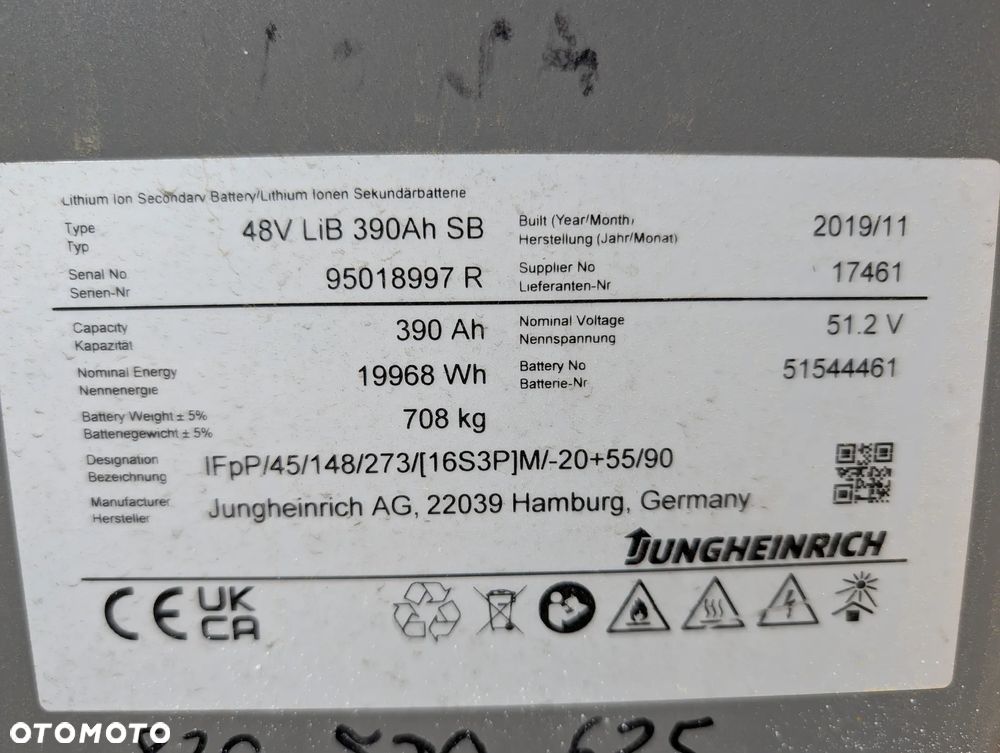 Lithium Ion Secondary Battery/Lithium Ionen Sekundärbatterie
Type 48V LiB 390Ah SB Built (Year/Month)
Typ Herstellung (Jahr/Monat) 2019/11
Serial No 95018997 R Supplier No 17461
Serien-Nr Lieferanten-Nr
Capacity 390 Ah Nominal Voltage 51.2 V
Kapazität Nennspannung
Nominal Energy 19968 Wh Battery No 51544461
Nennenergie Batterie-Nr
Battery Weight ± 5% 708 kg
Batteriegewicht ± 5%
Designation IFpP/45/148/273/[16S3P]M/-20+55/90
Bezeichnung
Manufacturer Jungheinrich AG, 22039 Hamburg, Germany
Hersteller
JUNGHEINRICH
CE UK CA
OTOMOTO